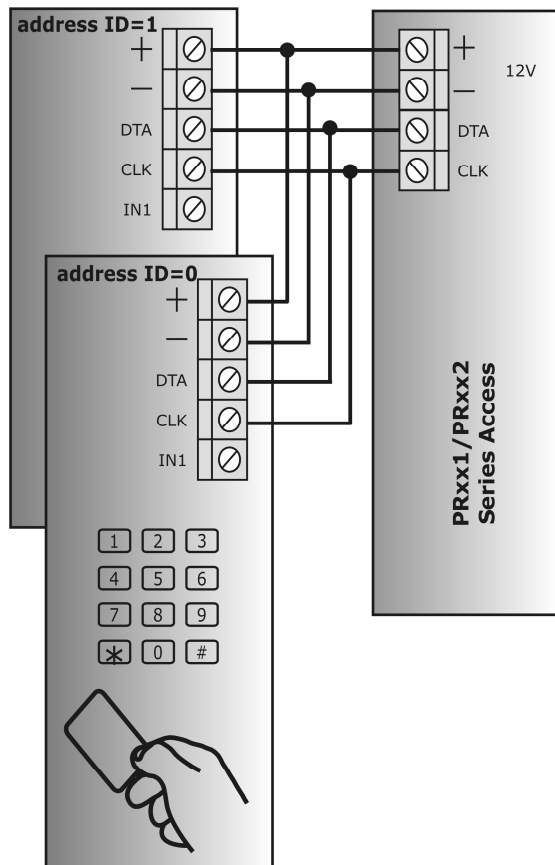 address ID=1
+
—
DTA
CLK
IN1
+
—
DTA
CLK
12V
PRxx1/PRxx2
Series Access
address ID=0
+
—
DTA
CLK
IN1
1 2 3
4 5 6
7 8 9
* 0 #